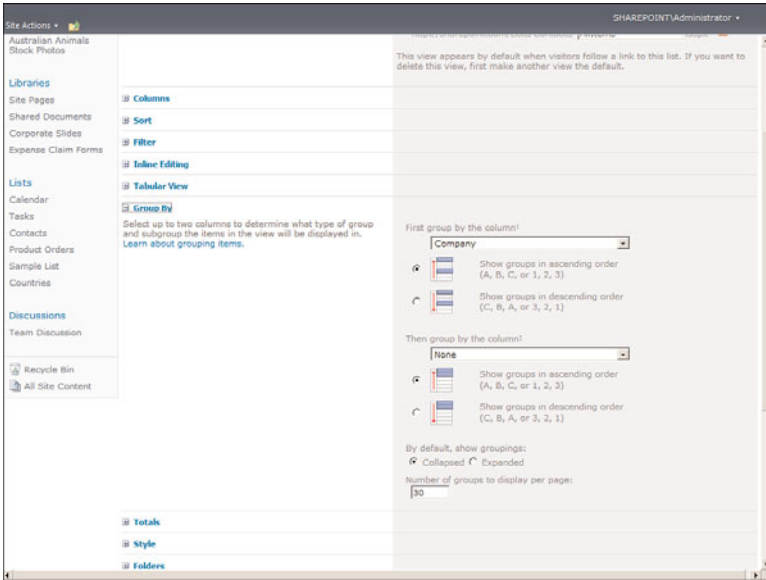 SHAREPOINT\Administrator
Site Actions
Australian Animals
Stock Photos
This view appears by default when visitors follow a link to this list. If you want to
delete this view, first make another view the default.
Libraries
Site Pages
Shared Documents
Corporate Slides
Expense Claim Forms
Lists
Calendar
Tasks
Contacts
Product Orders
Sample List
Countries
Discussions
Team Discussion
Recycle Bin
All Site Content
Columns
Sort
Filter
Inline Editing
Tabular View
Group By
Select up to two columns to determine what type of group
and subgroup the items in the view will be displayed in.
Learn about grouping items.
First group by the column:
Company
Show groups in ascending order
(A, B, C, or 1, 2, 3)
Show groups in descending order
(C, B, A, or 3, 2, 1)
Then group by the column:
None
Show groups in ascending order
(A, B, C, or 1, 2, 3)
Show groups in descending order
(C, B, A, or 3, 2, 1)
By default, show groupings:
Collapsed Expanded
Number of groups to display per page:
30
Totals
Style
Folders